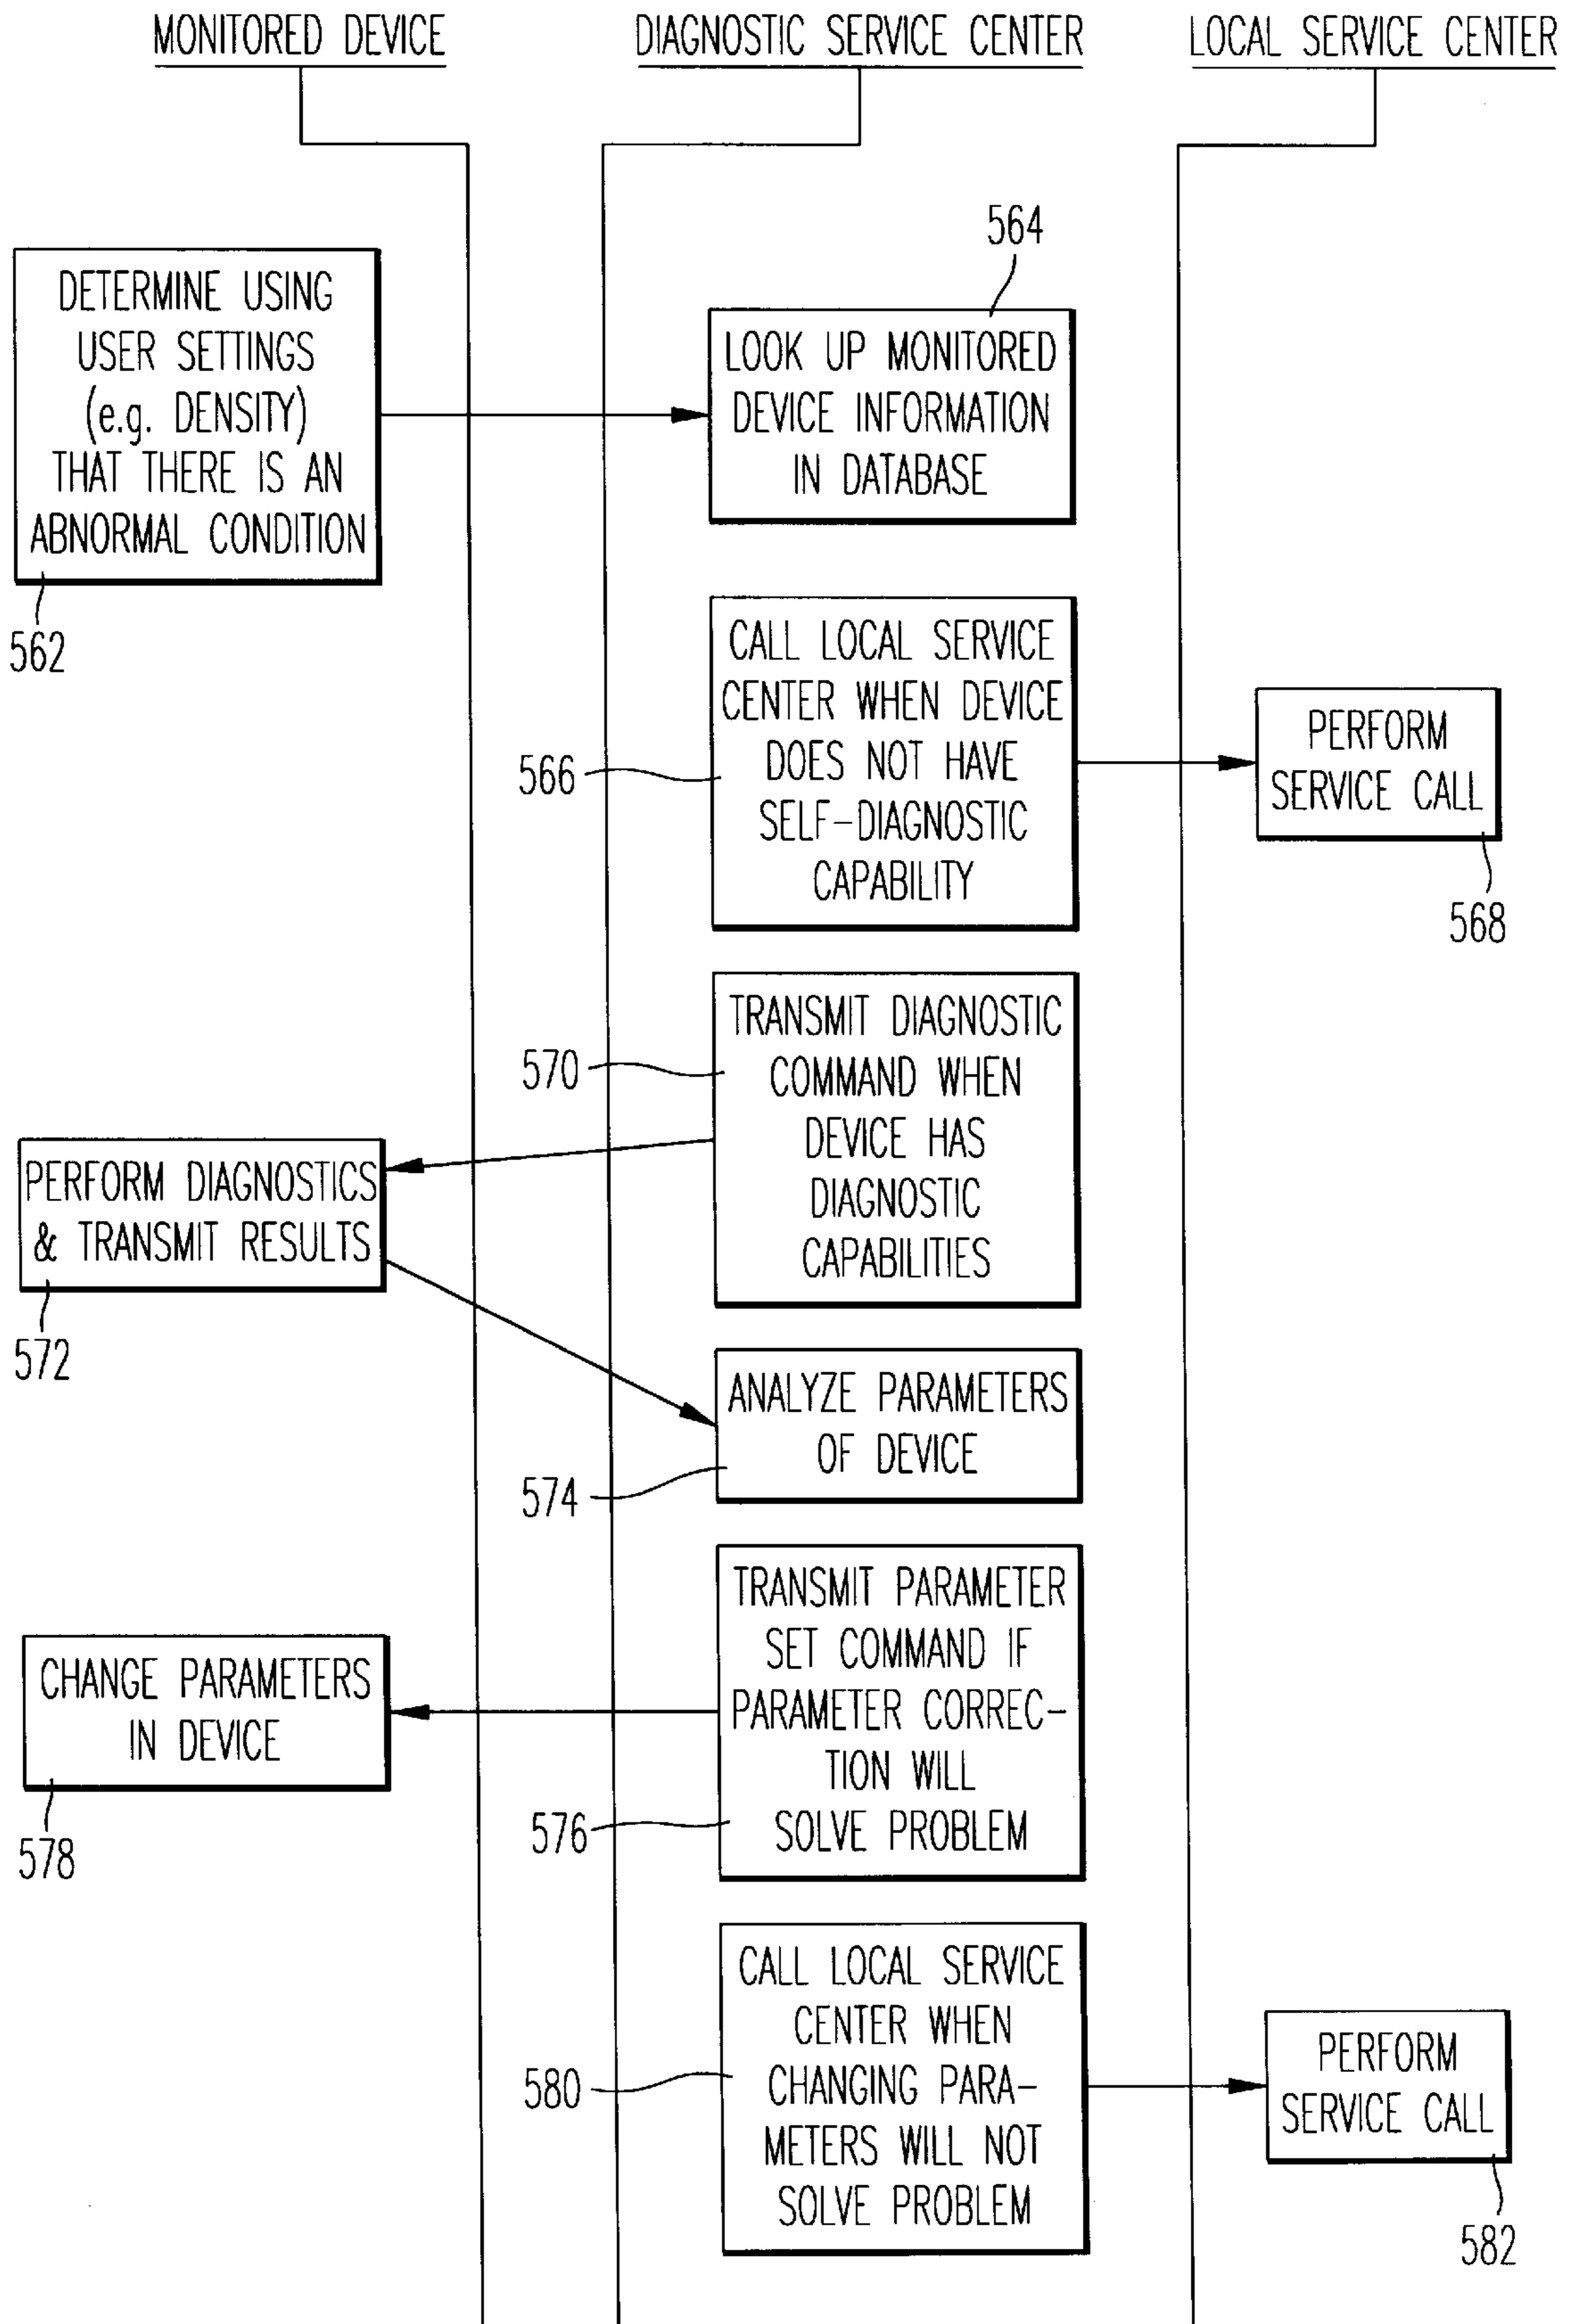 MONITORED DEVICE
DIAGNOSTIC SERVICE CENTER
LOCAL SERVICE CENTER
564
DETERMINE USING
USER SETTINGS
(e.g. DENSITY)
THAT THERE IS AN
ABNORMAL CONDITION
562
LOOK UP MONITORED
DEVICE INFORMATION
IN DATABASE
CALL LOCAL SERVICE
CENTER WHEN DEVICE
DOES NOT HAVE
SELF-DIAGNOSTIC
CAPABILITY
566
PERFORM
SERVICE CALL
568
TRANSMIT DIAGNOSTIC
COMMAND WHEN
DEVICE HAS
DIAGNOSTIC
CAPABILITIES
570
PERFORM DIAGNOSTICS
& TRANSMIT RESULTS
572
ANALYZE PARAMETERS
OF DEVICE
574
TRANSMIT PARAMETER
SET COMMAND IF
PARAMETER CORREC-
TION WILL
SOLVE PROBLEM
576
CHANGE PARAMETERS
IN DEVICE
578
CALL LOCAL SERVICE
CENTER WHEN
CHANGING PARA-
METERS WILL NOT
SOLVE PROBLEM
580
PERFORM
SERVICE CALL
582